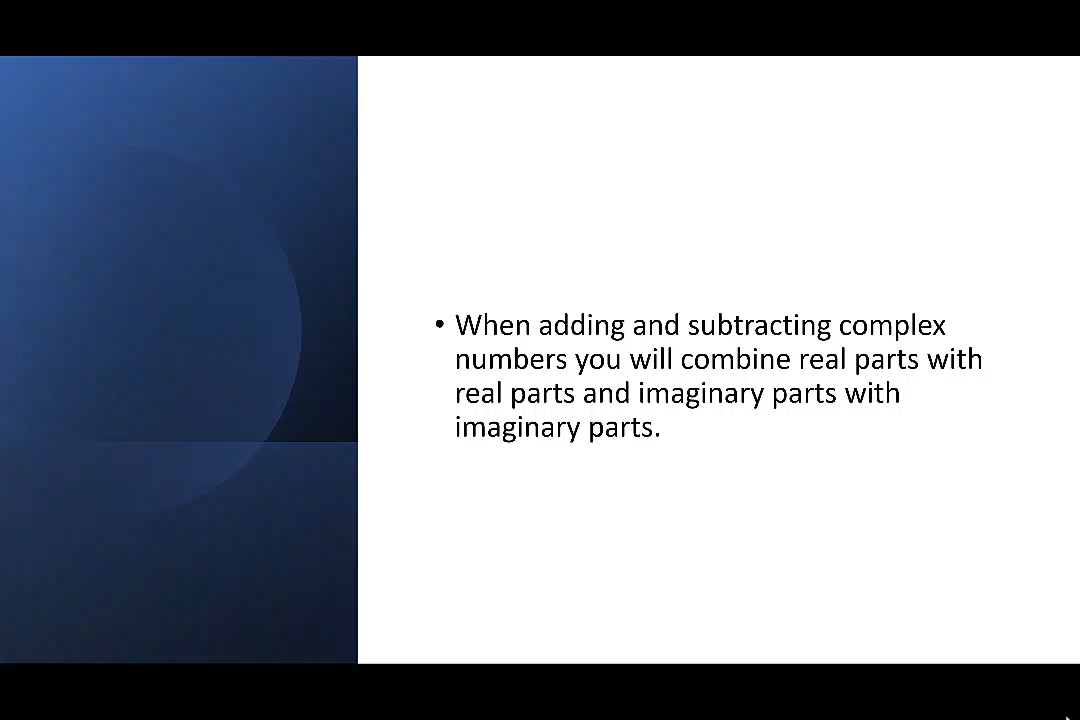 • When adding and subtracting complex
numbers you will combine real parts with
real parts and imaginary parts with
imaginary parts.